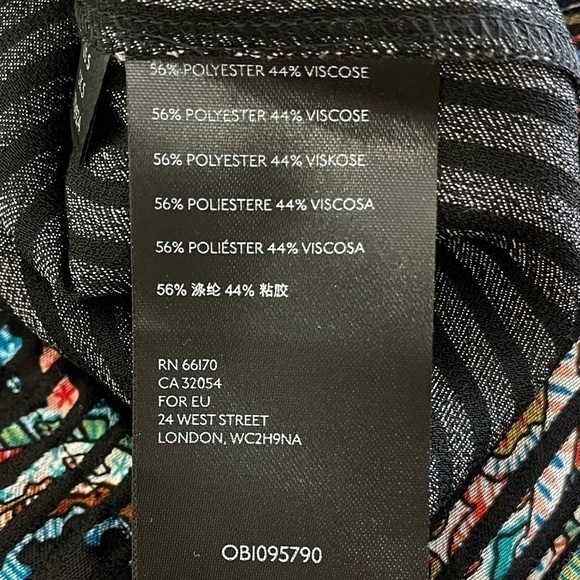 56% POLYESTER 44% VISCOSE
56% POLYESTER 44% VISCOSE
56% POLYESTER 44% VISKOSE
56% POLIESTERE 44% VISCOSA
56% POLIÉSTER 44% VISCOSA
56% 涤纶 44% 粘胶
RN 66170
CA 32054
FOR EU
24 WEST STREET
LONDON, WC2H9NA
OBI095790